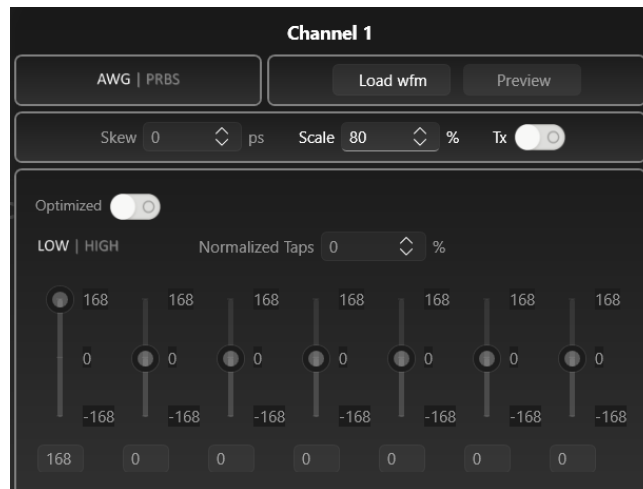 Channel 1
AWG | PRBS
Load wfm
Preview
Skew 0 ps Scale 80 % Tx
Optimized
LOW | HIGH Normalized Taps 0 %
168 168 168 168 168 168 168
0 0 0 0 0 0 0
-168 -168 -168 -168 -168 -168 -168
168 0 0 0 0 0 0